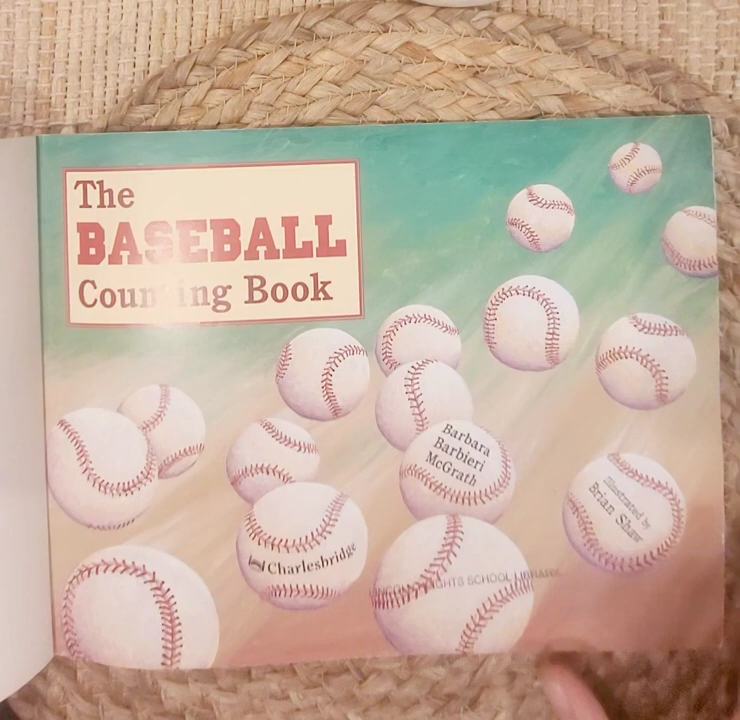 The
BASEBALL
Counting Book
Barbara
Barbieri
McGrath
Illustrated by
Brian Shaw
Charlesbridge
SCHOOL LIBRARY